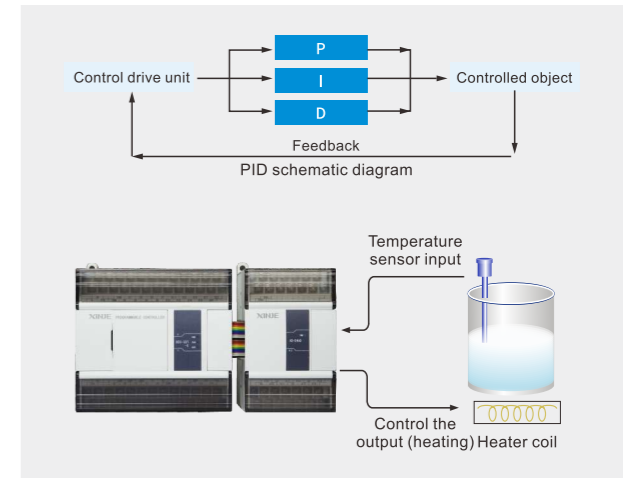 P
Control drive unit
I
Controlled object
D
Feedback
PID schematic diagram
Temperature
sensor input
XINJE
XINJE
Control the
output (heating)
Heater coil